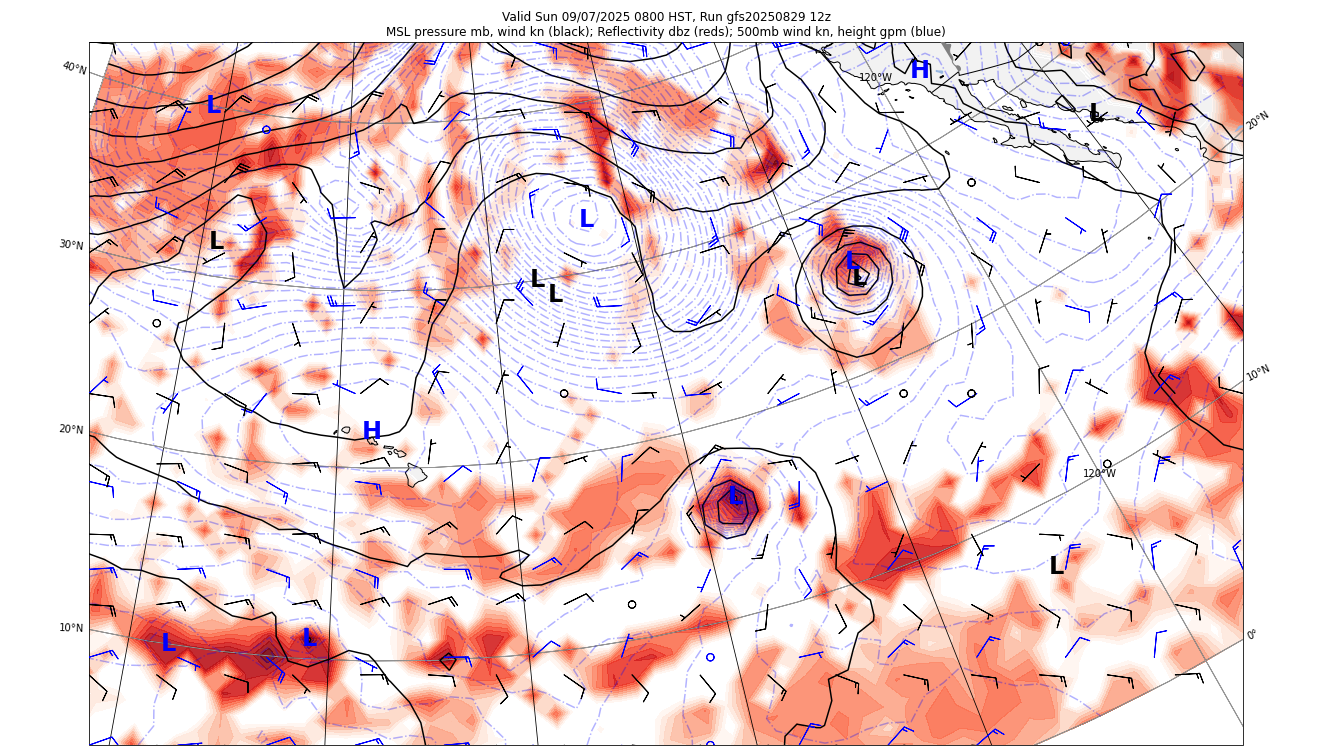 Valid Sun 09/07/2025 0800 HST, Run gfs20250829 12z
MSL pressure mb, wind kn (black); Reflectivity dbz (reds); 500mb wind kn, height gpm (blue)
40°N
L
120°W
H
L
20°N
30°N
L
L
L
L
L
L
20°N
H
10°N
120°W
L
L
10°N
L
L
0°